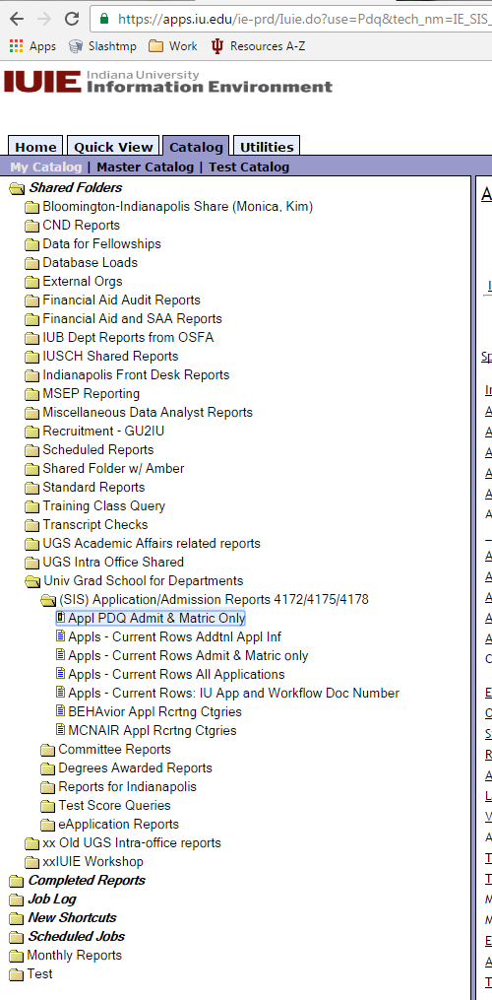 https://apps.iu.edu/ie-prd/Iuie.do?use=Pdq&tech_nm=IE_SIS_
Apps Slashtmp Work Resources A-Z
IUIE Indiana University
Information Environment
Home Quick View Catalog Utilities
My Catalog | Master Catalog | Test Catalog
Shared Folders
Bloomington-Indianapolis Share (Monica, Kim)
CND Reports
Data for Fellowships
Database Loads
External Orgs
Financial Aid Audit Reports
Financial Aid and SAA Reports
IUB Dept Reports from OSFA
IUSCH Shared Reports
Indianapolis Front Desk Reports
MSEP Reporting
Miscellaneous Data Analyst Reports
Recruitment - GU2IU
Scheduled Reports
Shared Folder w/ Amber
Standard Reports
Training Class Query
Transcript Checks
UGS Academic Affairs related reports
UGS Intra Office Shared
Univ Grad School for Departments
(SIS) Application/Admission Reports 4172/4175/4178
Appl PDQ Admit & Matric Only
Appls - Current Rows Addtnl Appl Inf
Appls - Current Rows Admit & Matric only
Appls - Current Rows All Applications
Appls - Current Rows: IU App and Workflow Doc Number
BEHAvior Appl Rcrtng Ctgries
MCNAIR Appl Rcrtng Ctgries
Committee Reports
Degrees Awarded Reports
Reports for Indianapolis
Test Score Queries
eApplication Reports
xx Old UGS Intra-office reports
xxIUIE Workshop
Completed Reports
Job Log
New Shortcuts
Scheduled Jobs
Monthly Reports
Test